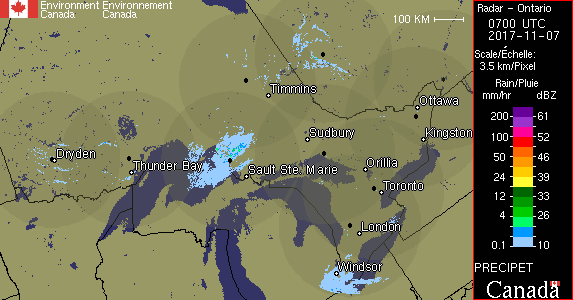 Environment Environnement
Canada Canada
100 KM
Timmins
Ottawa
Sudbury
Kingston
Dryden
Thunder Bay
Sault Ste. Marie
Orillia
Toronto
London
Windsor
Radar - Ontario
0700 UTC
2017-11-07
Scale/Échelle:
3.5 km/Pixel
Rain/Pluie
mm/hr dBZ
200 61
100 52
50 46
24 39
12 33
4 26
0.1 10
PRECIPET
Canada